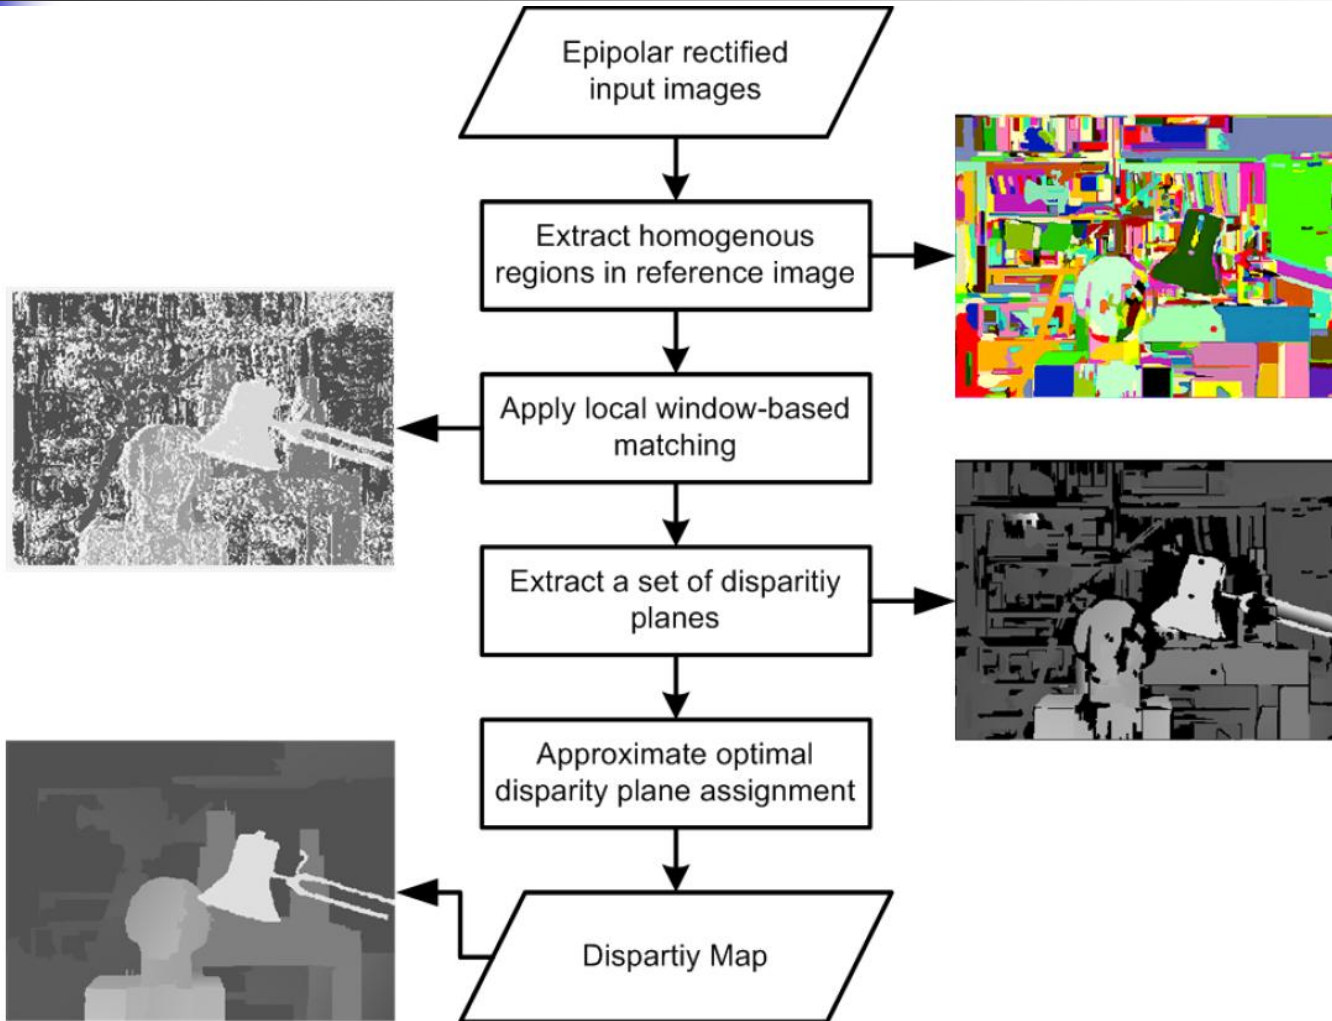 Epipolar rectified
input images
Extract homogenous
regions in reference image
Apply local window-based
matching
Extract a set of disparitiy
planes
Approximate optimal
disparity plane assignment
Dispartiy Map